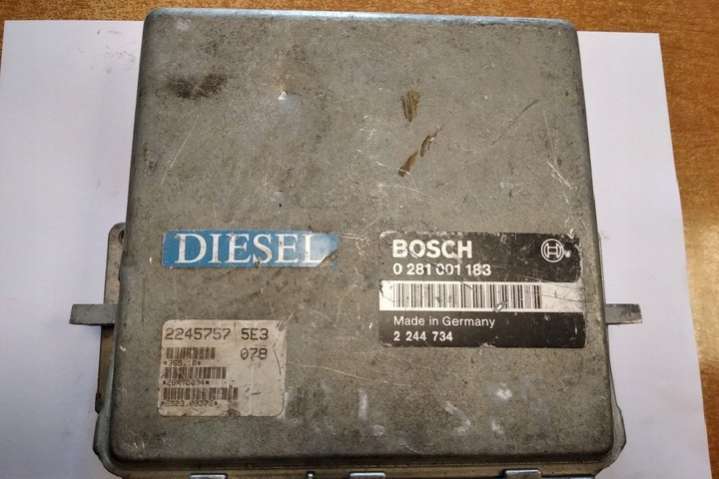 DIESEL
BOSCH
0 281 001 183
Made in Germany
2 244 734
2245757 5E3
078